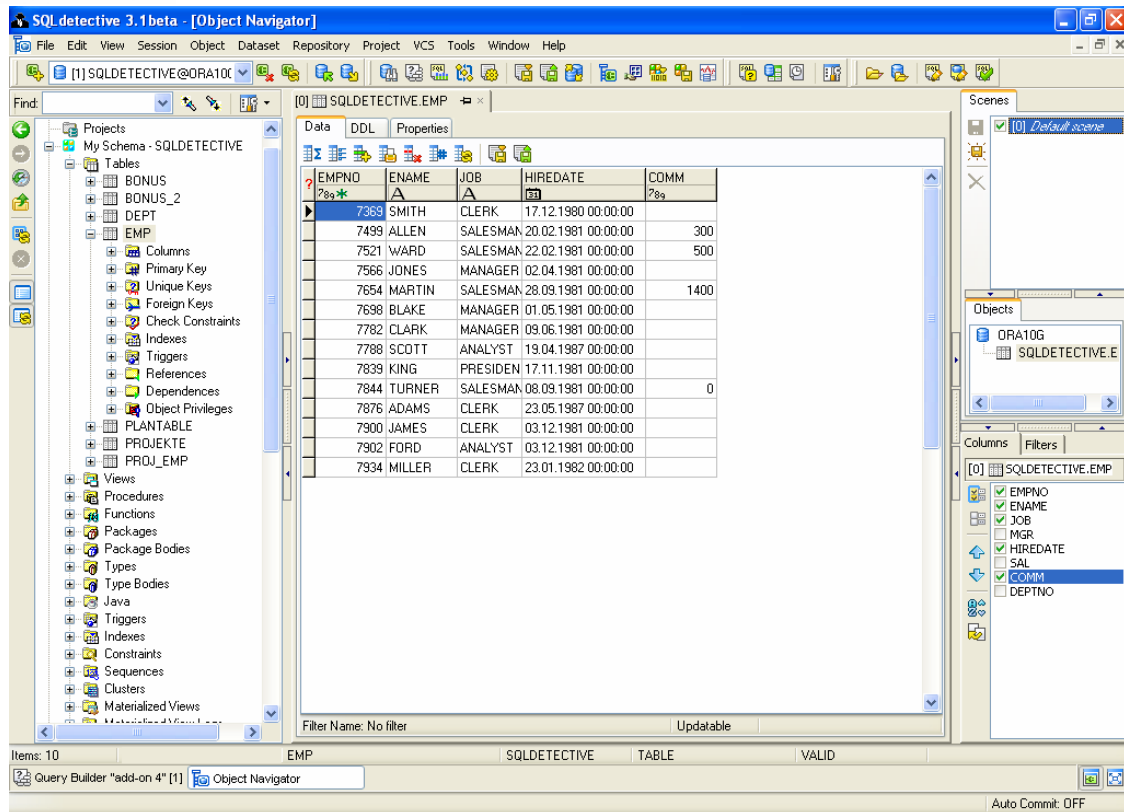 SQLdetective 3.1beta - [Object Navigator]
File Edit View Session Object Dataset Repository Project VCS Tools Window Help
[1] SQLDETECTIVE@ORA10
Find:
Projects
My Schema - SQLDETECTIVE
Tables
BONUS
BONUS_2
DEPT
EMP
Columns
Primary Key
Unique Keys
Foreign Keys
Check Constraints
Indexes
Triggers
References
Dependences
Object Privileges
PLANTABLE
PROJEKTE
PROJ_EMP
Views
Procedures
Functions
Packages
Package Bodies
Types
Type Bodies
Java
Triggers
Indexes
Constraints
Sequences
Clusters
Materialized Views
[0] SQLDETECTIVE.EMP
Data DDL Properties
EMPNO ENAME JOB HIREDATE COMM
7369 SMITH CLERK 17.12.1980 00:00:00
7499 ALLEN SALESMAN 20.02.1981 00:00:00 300
7521 WARD SALESMAN 22.02.1981 00:00:00 500
7566 JONES MANAGER 02.04.1981 00:00:00
7654 MARTIN SALESMAN 28.09.1981 00:00:00 1400
7698 BLAKE MANAGER 01.05.1981 00:00:00
7782 CLARK MANAGER 09.06.1981 00:00:00
7788 SCOTT ANALYST 19.04.1987 00:00:00
7839 KING PRESIDEN 17.11.1981 00:00:00
7844 TURNER SALESMAN 08.09.1981 00:00:00 0
7876 ADAMS CLERK 23.05.1987 00:00:00
7900 JAMES CLERK 03.12.1981 00:00:00
7902 FORD ANALYST 03.12.1981 00:00:00
7934 MILLER CLERK 23.01.1982 00:00:00
Filter Name: No filter Updatable
Scenes
[0] Default scene
Objects
ORA10G
SQLDETECTIVE.E
Columns Filters
[0] SQLDETECTIVE.EMP
EMPNO
ENAME
JOB
MGR
HIREDATE
SAL
COMM
DEPTNO
Items: 10 EMP SQLDETECTIVE TABLE VALID
Query Builder "add-on 4" [1] Object Navigator
Auto Commit: OFF